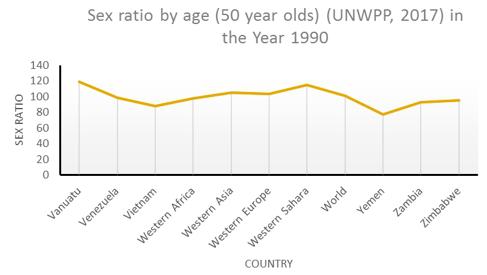 Sex ratio by age (50 year olds) (UNWPP, 2017) in
the Year 1990
140
120
100
80
60
40
20
0
SEX RATIO
Vanuatu
Venezuela
Vietnam
Western Africa
Western Asia
Western Europe
Western Sahara
World
Yemen
Zambia
Zimbabwe
COUNTRY